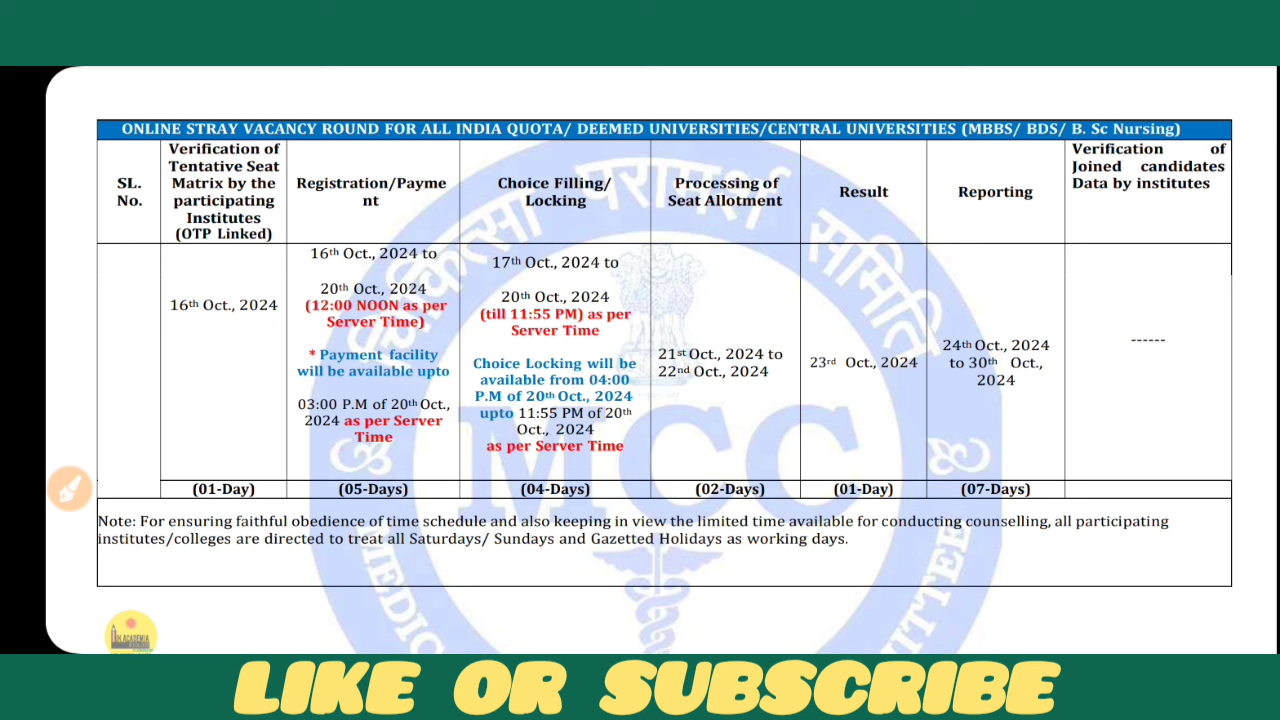 ONLINE STRAY VACANCY ROUND FOR ALL INDIA QUOTA/ DEEMED UNIVERSITIES/CENTRAL UNIVERSITIES (MBBS/ BDS/ B. Sc Nursing)
SL.
No.
Verification of
Tentative Seat
Matrix by the
participating
Institutes
(OTP Linked)
Registration/Payme
nt
Choice Filling/
Locking
Processing of
Seat Allotment
Result
Reporting
Verification of
Joined candidates
Data by institutes
16th Oct., 2024
16th Oct., 2024 to
20th Oct., 2024
(12:00 NOON as per
Server Time)
* Payment facility
will be available upto
03:00 P.M of 20th Oct.,
2024 as per Server
Time
17th Oct., 2024 to
20th Oct., 2024
(till 11:55 PM) as per
Server Time
Choice Locking will be
available from 04:00
P.M of 20th Oct., 2024
upto 11:55 PM of 20th
Oct., 2024
as per Server Time
21st Oct., 2024 to
22nd Oct., 2024
23rd Oct., 2024
24th Oct., 2024
to 30th Oct.,
2024
------
(01-Day)
(05-Days)
(04-Days)
(02-Days)
(01-Day)
(07-Days)
Note: For ensuring faithful obedience of time schedule and also keeping in view the limited time available for conducting counselling, all participating
institutes/colleges are directed to treat all Saturdays/ Sundays and Gazetted Holidays as working days.
चिकित्सा परामर्श समिति
MCC
ACADEMIA
LIKE OR SUBSCRIBE